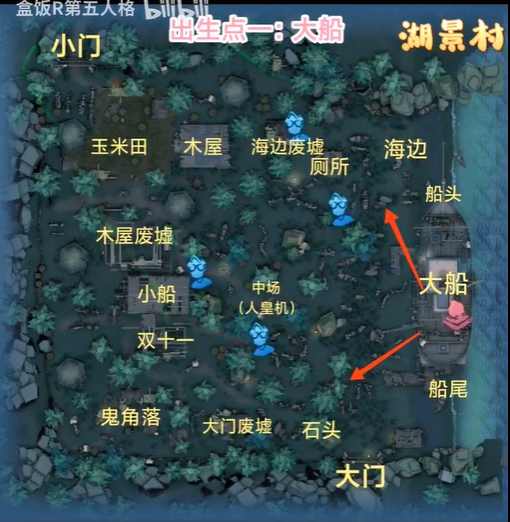 盒饭R第五人格 bilibili
出生点一：大船
湖景村
小门
玉米田
木屋
海边废墟
厕所
海边
船头
木屋废墟
小船
中场
（人皇机）
大船
双十一
船尾
鬼角落
大门废墟
石头
大门